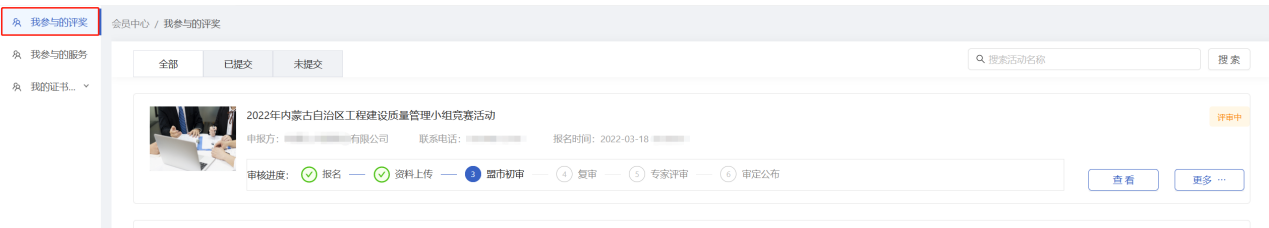 我参与的评奖
会员中心 / 我参与的评奖
我参与的服务
我的证书...
全部 已提交 未提交
搜索活动名称 搜索
2022年内蒙古自治区工程建设质量管理小组竞赛活动
评审中
申报方: 有限公司 联系电话: 报名时间: 2022-03-18
审核进度: 报名 资料上传 3 盟市初审 4 复审 5 专家评审 6 审定公布
查看 更多 ···